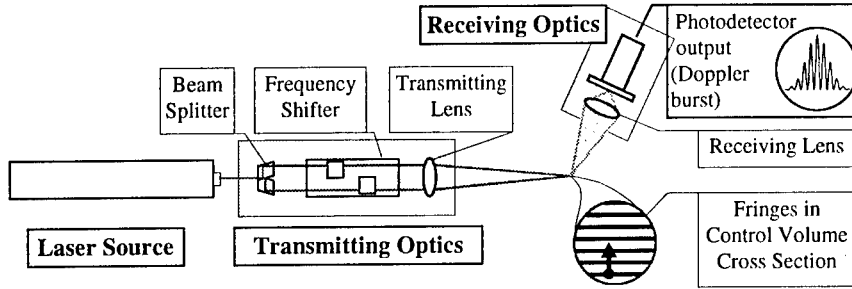 Receiving Optics
Photodetector
output
(Doppler
burst)
Beam
Splitter
Frequency
Shifter
Transmitting
Lens
Receiving Lens
Laser Source
Transmitting Optics
Fringes in
Control Volume
Cross Section